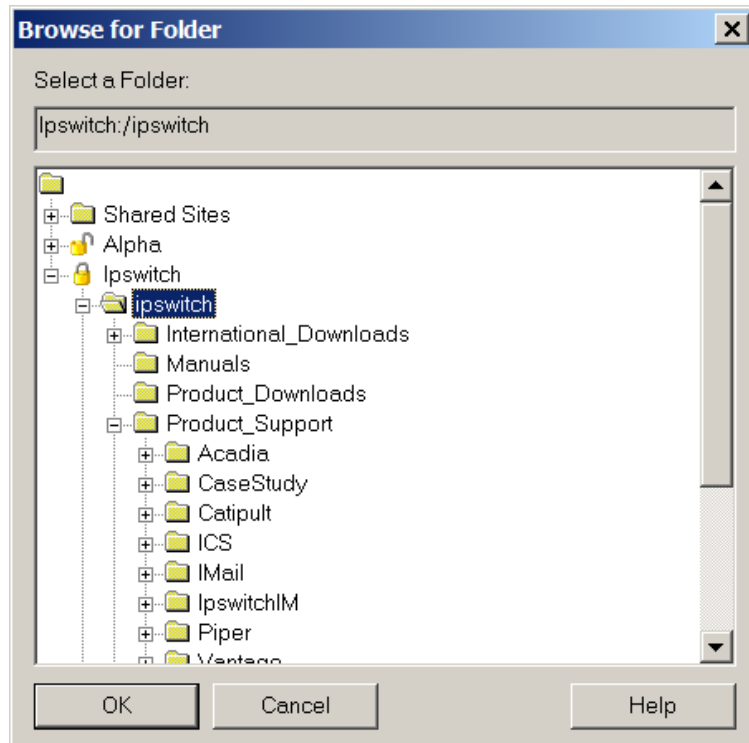 Browse for Folder
Select a Folder:
Ipswitch:/ipswitch
Shared Sites
Alpha
Ipswitch
ipswitch
International_Downloads
Manuals
Product_Downloads
Product_Support
Acadia
CaseStudy
Catipult
ICS
IMail
IpswitchIM
Piper
OK Cancel Help